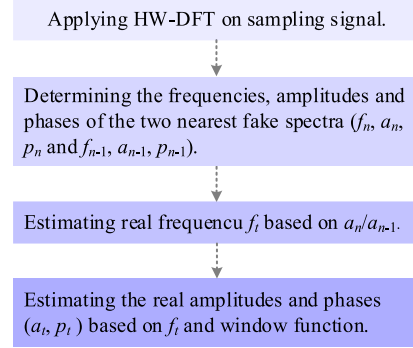 Applying HW-DFT on sampling signal.
Determining the frequencies, amplitudes and
phases of the two nearest fake spectra (fn, an,
pn and fn-1, an-1, pn-1).
Estimating real frequencu ft based on an/an-1.
Estimating the real amplitudes and phases
(at, pt ) based on ft and window function.